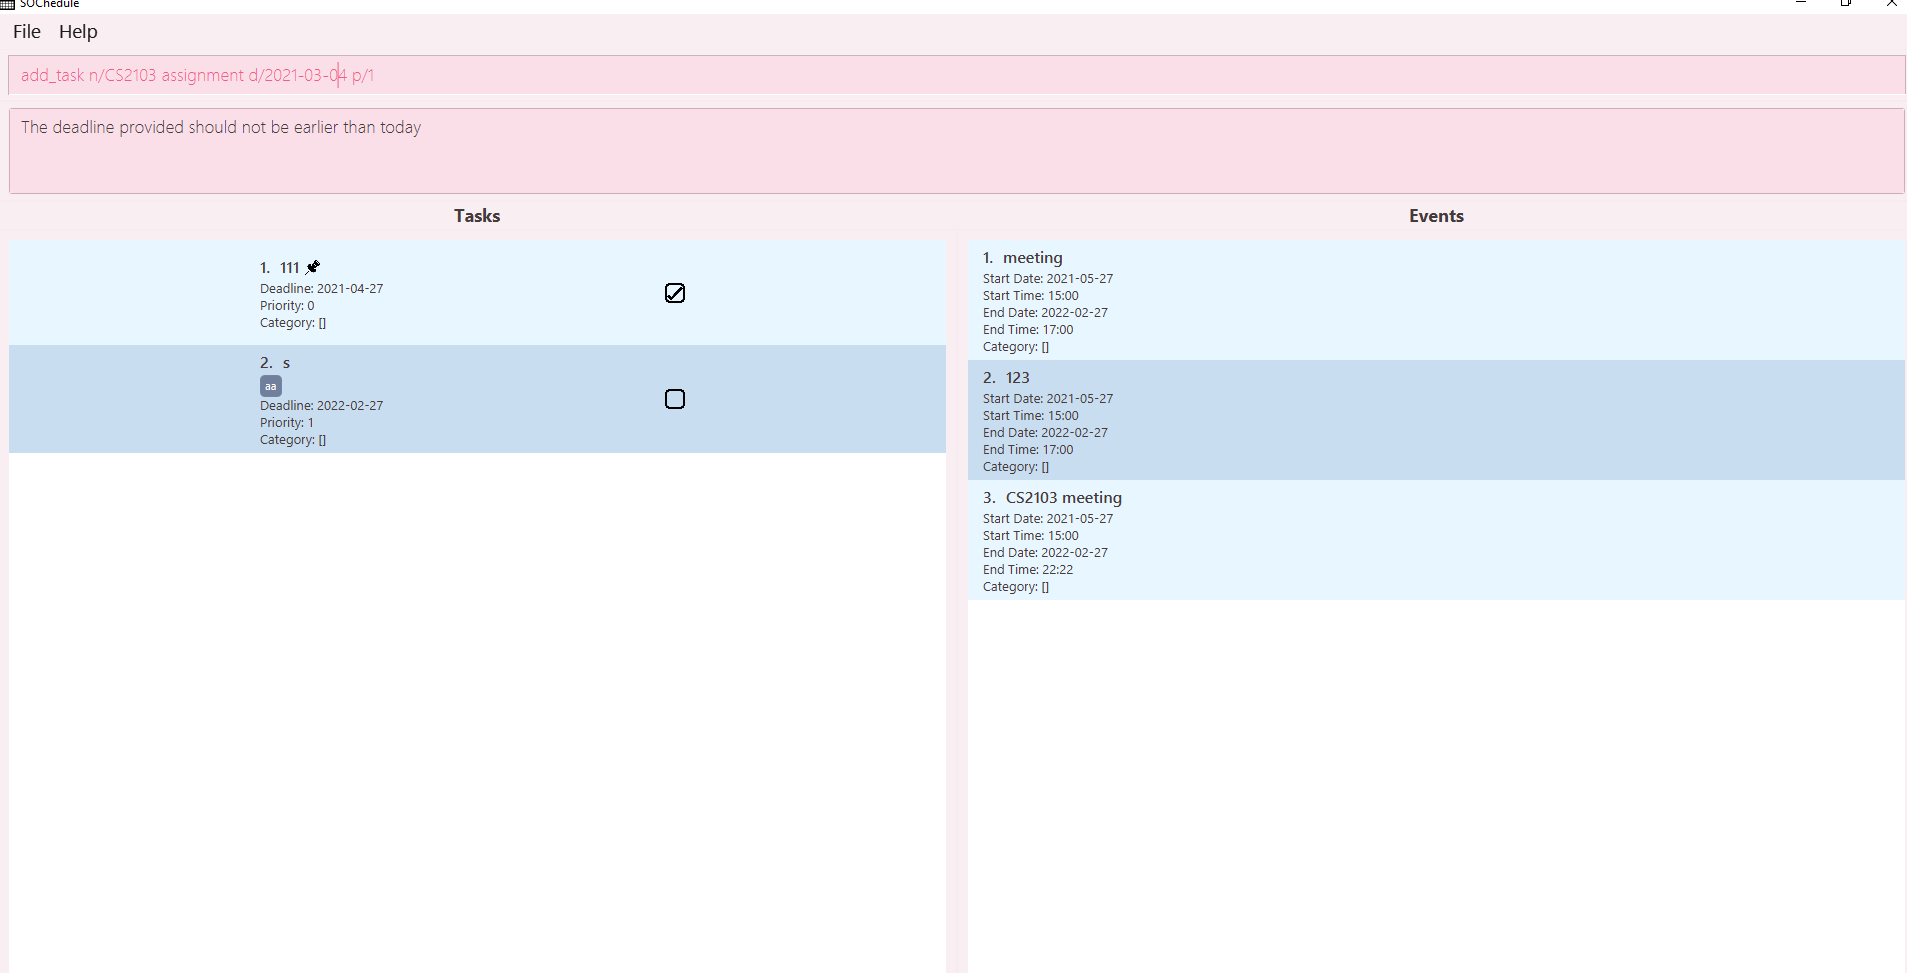 SOChedule
File Help
add_task n/CS2103 assignment d/2021-03-04 p/1
The deadline provided should not be earlier than today
Tasks
1. 111
Deadline: 2021-04-27
Priority: 0
Category: []
2. s
aa
Deadline: 2022-02-27
Priority: 1
Category: []
Events
1. meeting
Start Date: 2021-05-27
Start Time: 15:00
End Date: 2022-02-27
End Time: 17:00
Category: []
2. 123
Start Date: 2021-05-27
Start Time: 15:00
End Date: 2022-02-27
End Time: 17:00
Category: []
3. CS2103 meeting
Start Date: 2021-05-27
Start Time: 15:00
End Date: 2022-02-27
End Time: 22:22
Category: []